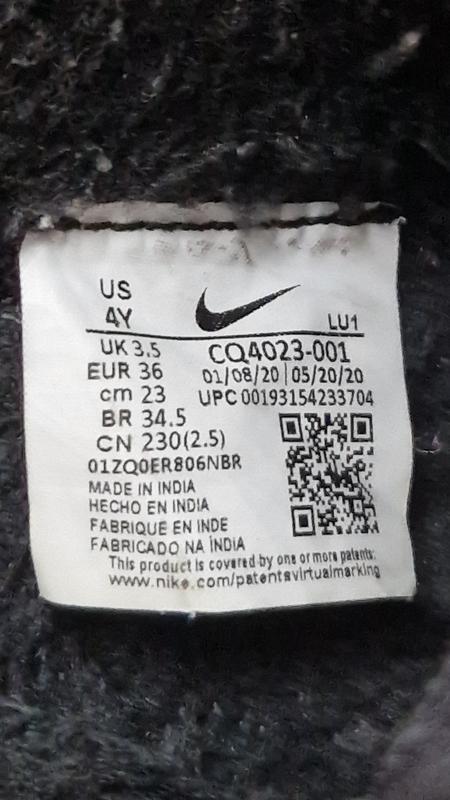 US
4Y
LU1
UK 3.5
CQ4023-001
EUR 36
01/08/20 | 05/20/20
cm 23
UPC 00193154233704
BR 34.5
CN 230(2.5)
01ZQ0ER806NBR
MADE IN INDIA
HECHO EN INDIA
FABRIQUE EN INDE
FABRICADO NA ÍNDIA
This product is covered by one or more patents:
www.nike.com/patentsvirtualmarking